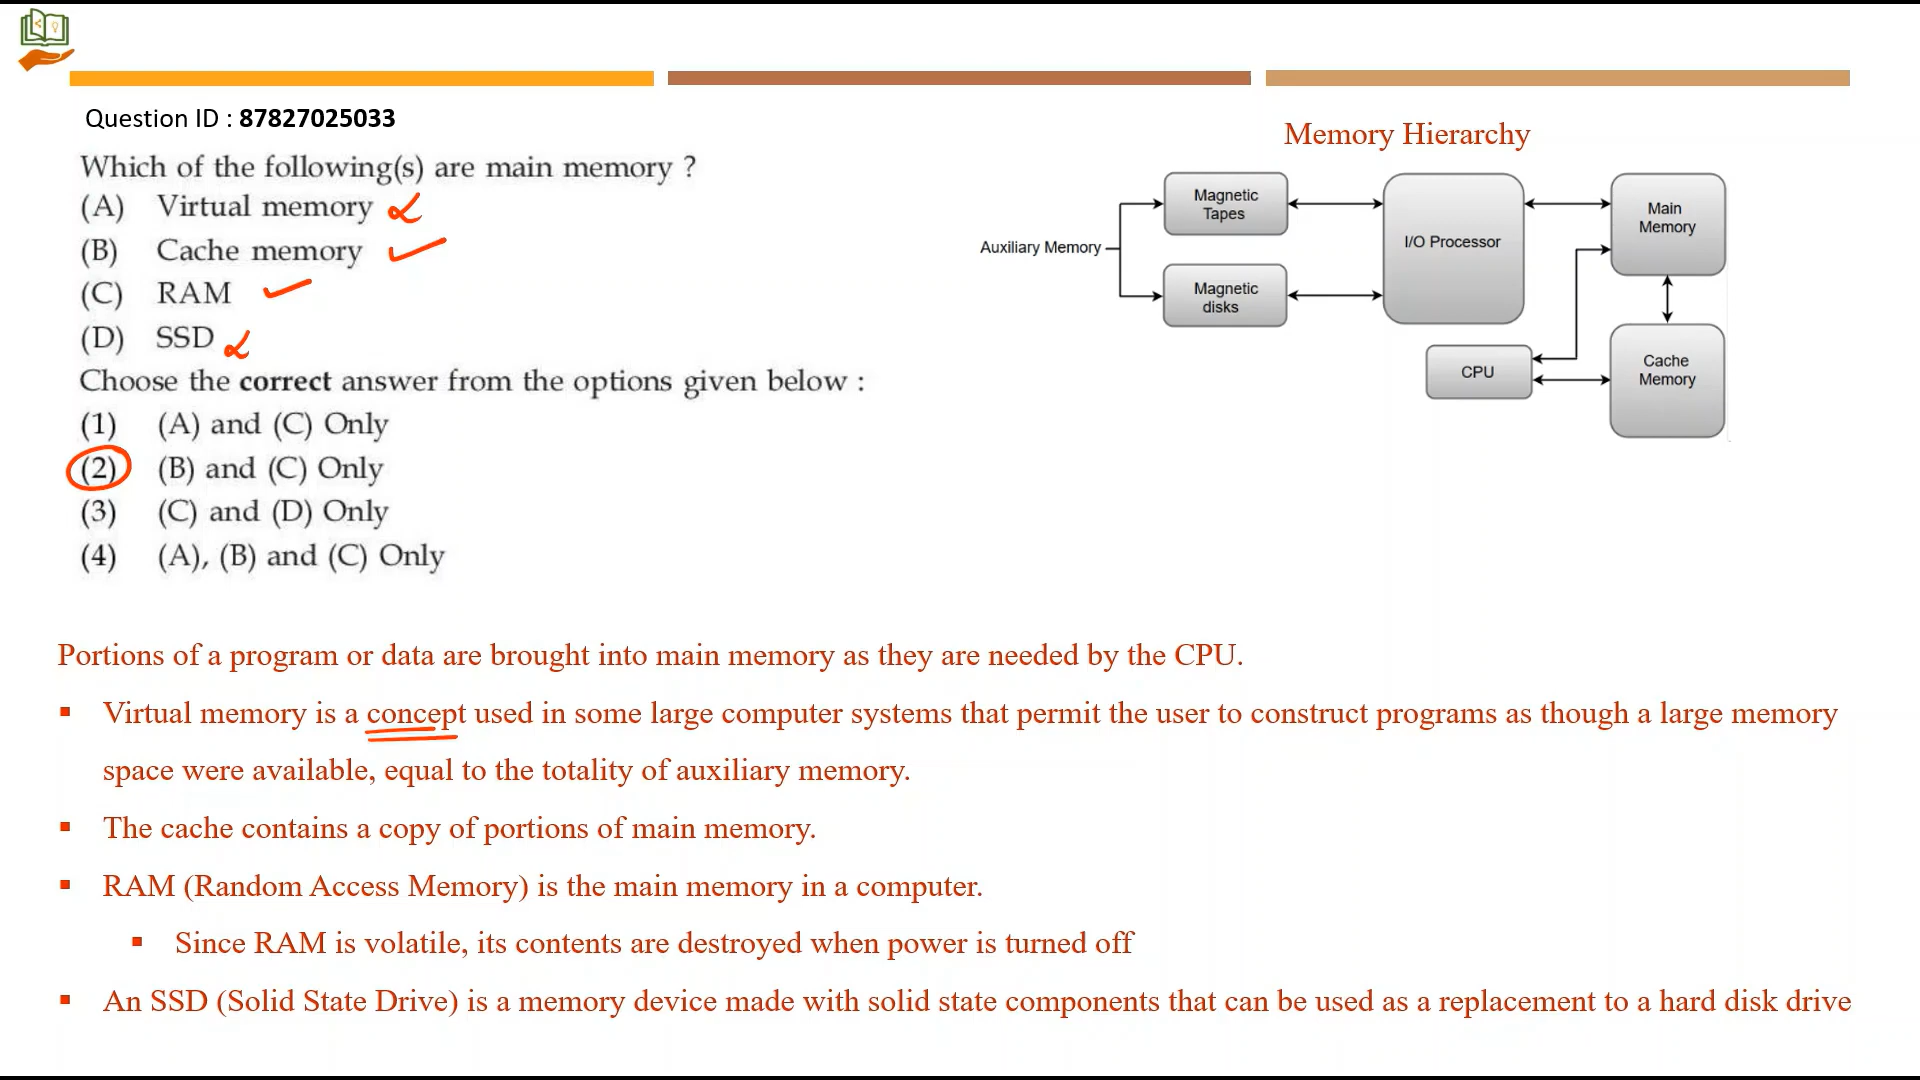 Question ID : 87827025033
Which of the following(s) are main memory ?
(A) Virtual memory
(B) Cache memory
(C) RAM
(D) SSD
Choose the correct answer from the options given below :
(1) (A) and (C) Only
(2) (B) and (C) Only
(3) (C) and (D) Only
(4) (A), (B) and (C) Only
Memory Hierarchy
Auxiliary Memory
Magnetic
Tapes
Magnetic
disks
I/O Processor
Main
Memory
CPU
Cache
Memory
Portions of a program or data are brought into main memory as they are needed by the CPU.
Virtual memory is a concept used in some large computer systems that permit the user to construct programs as though a large memory
space were available, equal to the totality of auxiliary memory.
The cache contains a copy of portions of main memory.
RAM (Random Access Memory) is the main memory in a computer.
Since RAM is volatile, its contents are destroyed when power is turned off
An SSD (Solid State Drive) is a memory device made with solid state components that can be used as a replacement to a hard disk drive